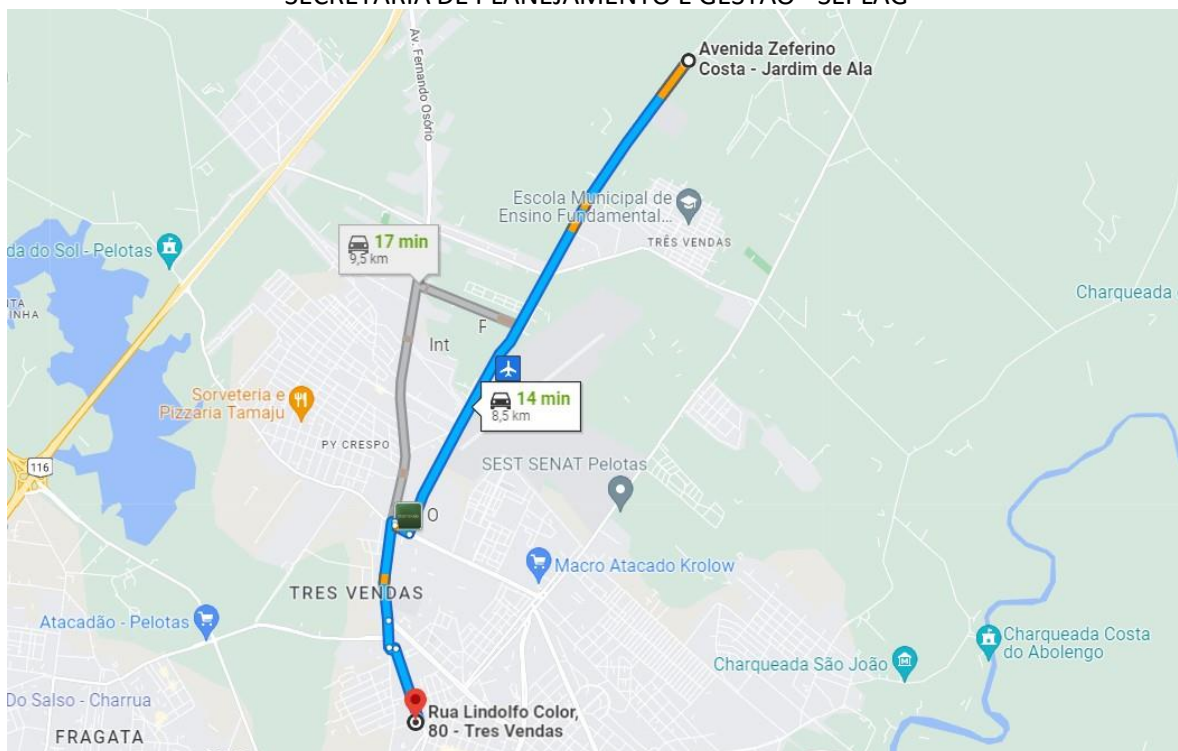 SECRETARIA DE PLANEJAMENTO E GESTÃO - SEPLAG
Avenida Zeferino
Costa - Jardim de Ala
Av. Fernando Osório
Escola Municipal de
Ensino Fundamental...
TRÊS VENDAS
17 min
9,5 km
da do Sol - Pelotas
Charqueada
F
Int
14 min
8,5 km
Sorveteria e
Pizzaria Tamaju
PY CRESPO
116
SEST SENAT Pelotas
O
Macro Atacado Krolow
TRES VENDAS
Atacadão - Pelotas
Charqueada Costa
do Abolengo
Charqueada São João
Do Salso - Charrua
Rua Lindolfo Color,
80 - Tres Vendas
FRAGATA